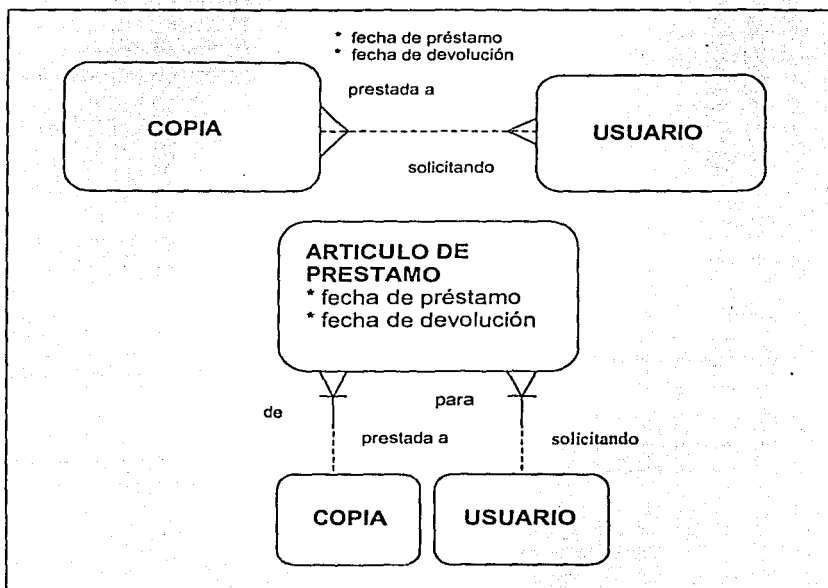 * fecha de préstamo
* fecha de devolución
prestada a
COPIA
USUARIO
solicitando
ARTICULO DE
PRESTAMO
* fecha de préstamo
* fecha de devolución
de
para
prestada a
solicitando
COPIA
USUARIO